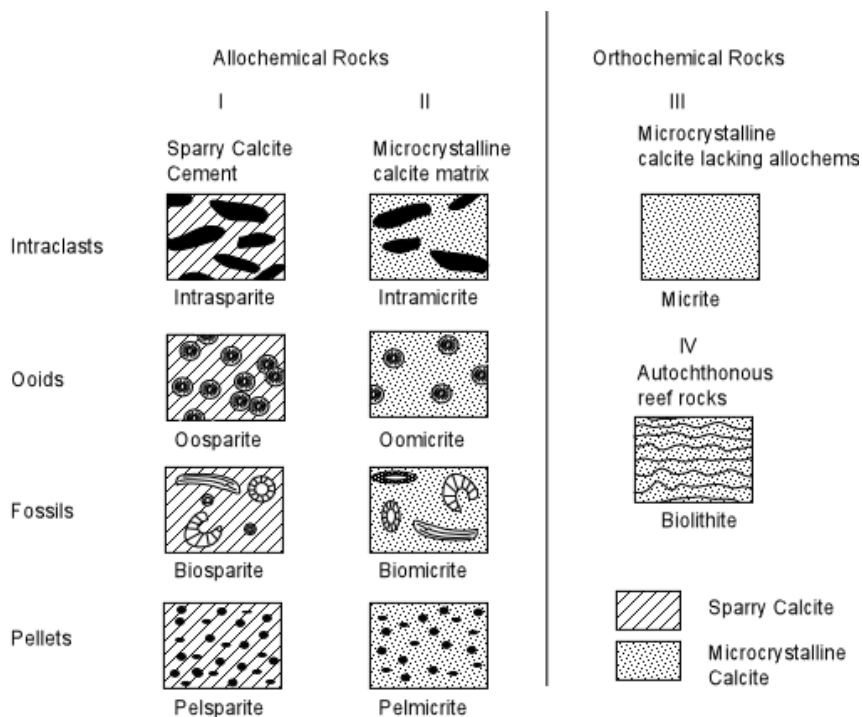 Allochemical Rocks
Orthochemical Rocks
I
II
III
Sparry Calcite
Cement
Microcrystalline
calcite matrix
Microcrystalline
calcite lacking allochems
Intraclasts
Intrasparite
Intramicrite
Micrite
IV
Autochthonous
reef rocks
Ooids
Oosparite
Oomicrite
Biolithite
Fossils
Biosparite
Biomicrite
Sparry Calcite
Pellets
Microcrystalline
Calcite
Pelsparite
Pelmicrite